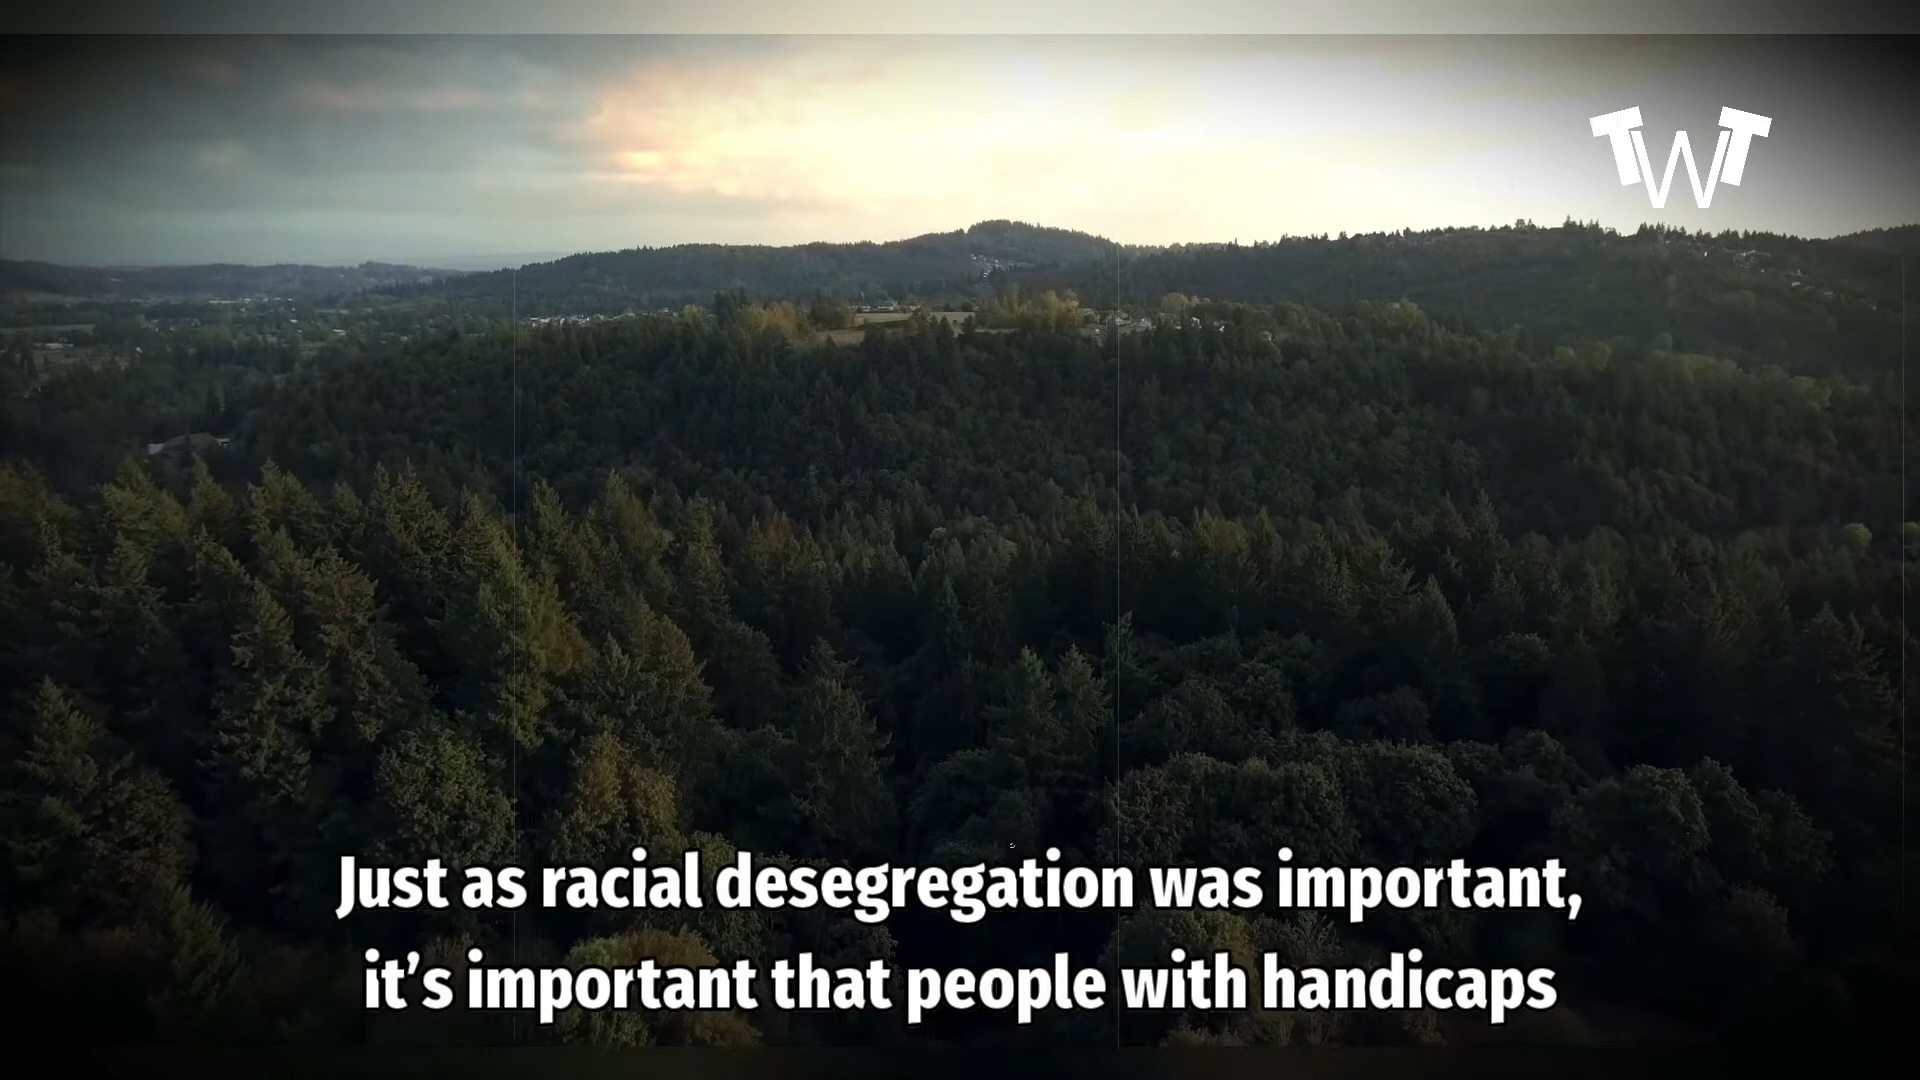 TWT
Just as racial desegregation was important,
it’s important that people with handicaps